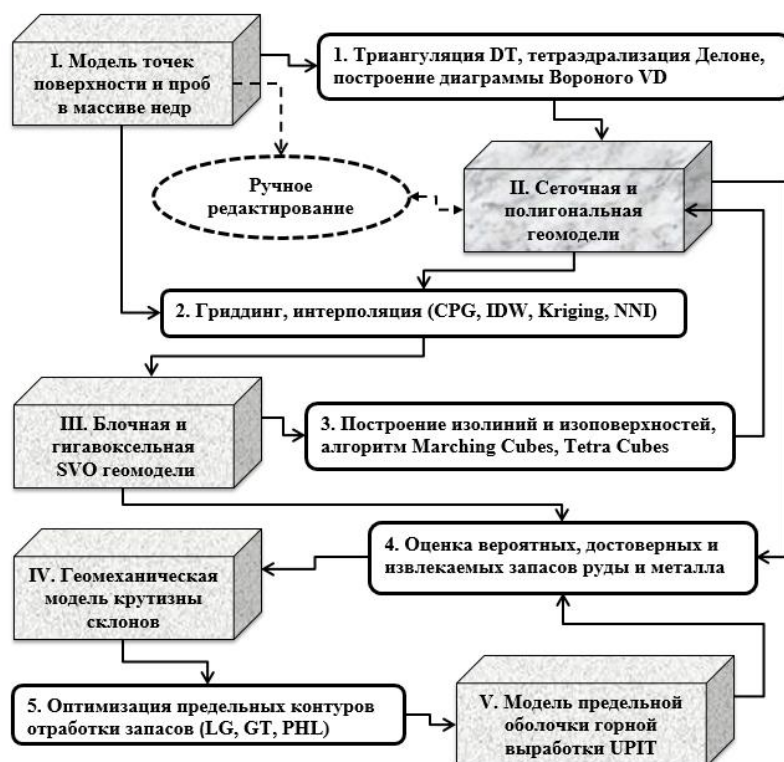 I. Модель точек
поверхности и проб
в массиве недр
1. Триангуляция DT, тетраэдрализация Делоне,
построение диаграммы Вороного VD
Ручное
редактирование
II. Сеточная и
полигональная
геомодели
2. Гриддинг, интерполяция (CPG, IDW, Kriging, NNI)
III. Блочная и
гигавоксельная
SVO геомодели
3. Построение изолиний и изоповерхностей,
алгоритм Marching Cubes, Tetra Cubes
4. Оценка вероятных, достоверных и
извлекаемых запасов руды и металла
IV. Геомеханическая
модель крутизны
склонов
5. Оптимизация предельных контуров
отработки запасов (LG, GT, PHL)
V. Модель предельной
оболочки горной
выработки UPIT